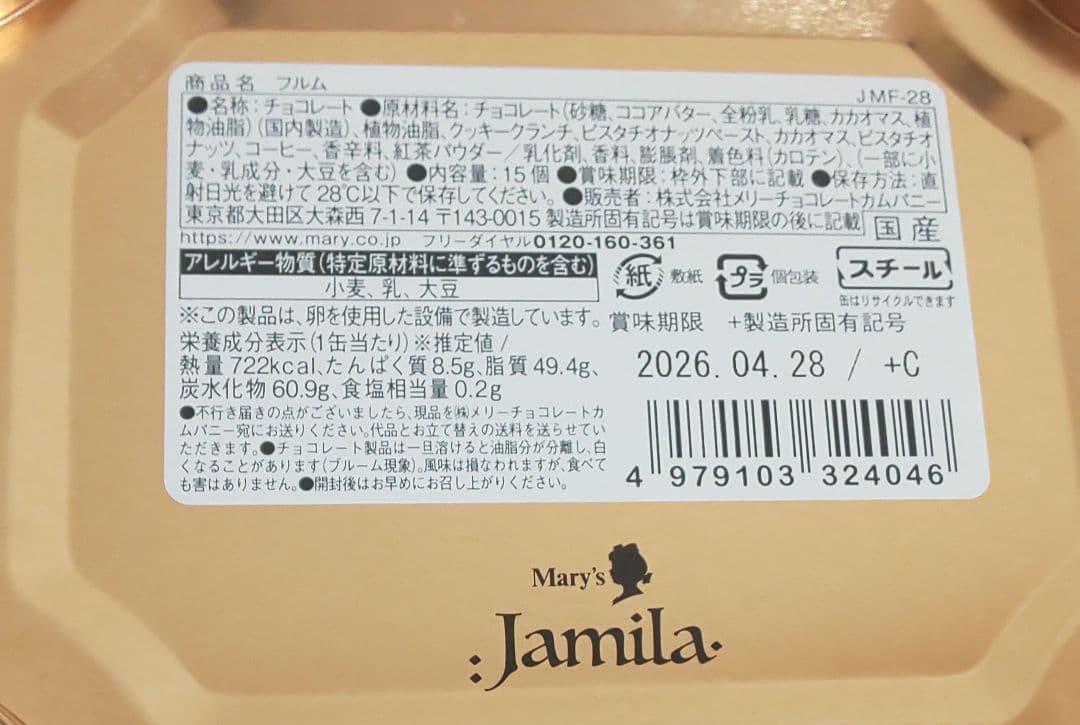 商品名 フルム
JMF-28
●名称:チョコレート ●原材料名:チョコレート(砂糖、ココアバター、全粉乳、乳糖、カカオマス、植
物油脂)(国内製造)、植物油脂、クッキークランチ、ピスタチオナッツペースト、カカオマス、ピスタチオ
ナッツ、コーヒー、香辛料、紅茶パウダー/乳化剤、香料、膨脹剤、着色料(カロテン)、(一部に小
麦・乳成分・大豆を含む) ●内容量:15個 ●賞味期限:枠外下部に記載 ●保存方法:直
射日光を避けて28℃以下で保存してください。 ●販売者:株式会社メリーチョコレートカムパニー
東京都大田区大森西7-1-14 〒143-0015 製造所固有記号は賞味期限の後に記載
国産
https://www.mary.co.jp フリーダイヤル0120-160-361
アレルギー物質(特定原材料に準ずるものを含む)
小麦、乳、大豆
紙 敷紙 プラ 個包装 スチール
缶はリサイクルできます
※この製品は、卵を使用した設備で製造しています。
賞味期限 +製造所固有記号
2026.04.28 / +C
栄養成分表示(1缶当たり)※推定値/
熱量722kcal、たんぱく質8.5g、脂質49.4g、
炭水化物60.9g、食塩相当量0.2g
●不行き届きの点がございましたら、現品を㈱メリーチョコレートカ
ムパニー宛にお送りください。代品とお立て替えの送料を送らせてい
ただきます。●チョコレート製品は一旦溶けると油脂分が分離し、白
くなることがあります(ブルーム現象)。風味は損なわれますが、食べて
も害はありません。●開封後はお早めにお召し上がりください。
4 979103 324046
Mary's
Jamila